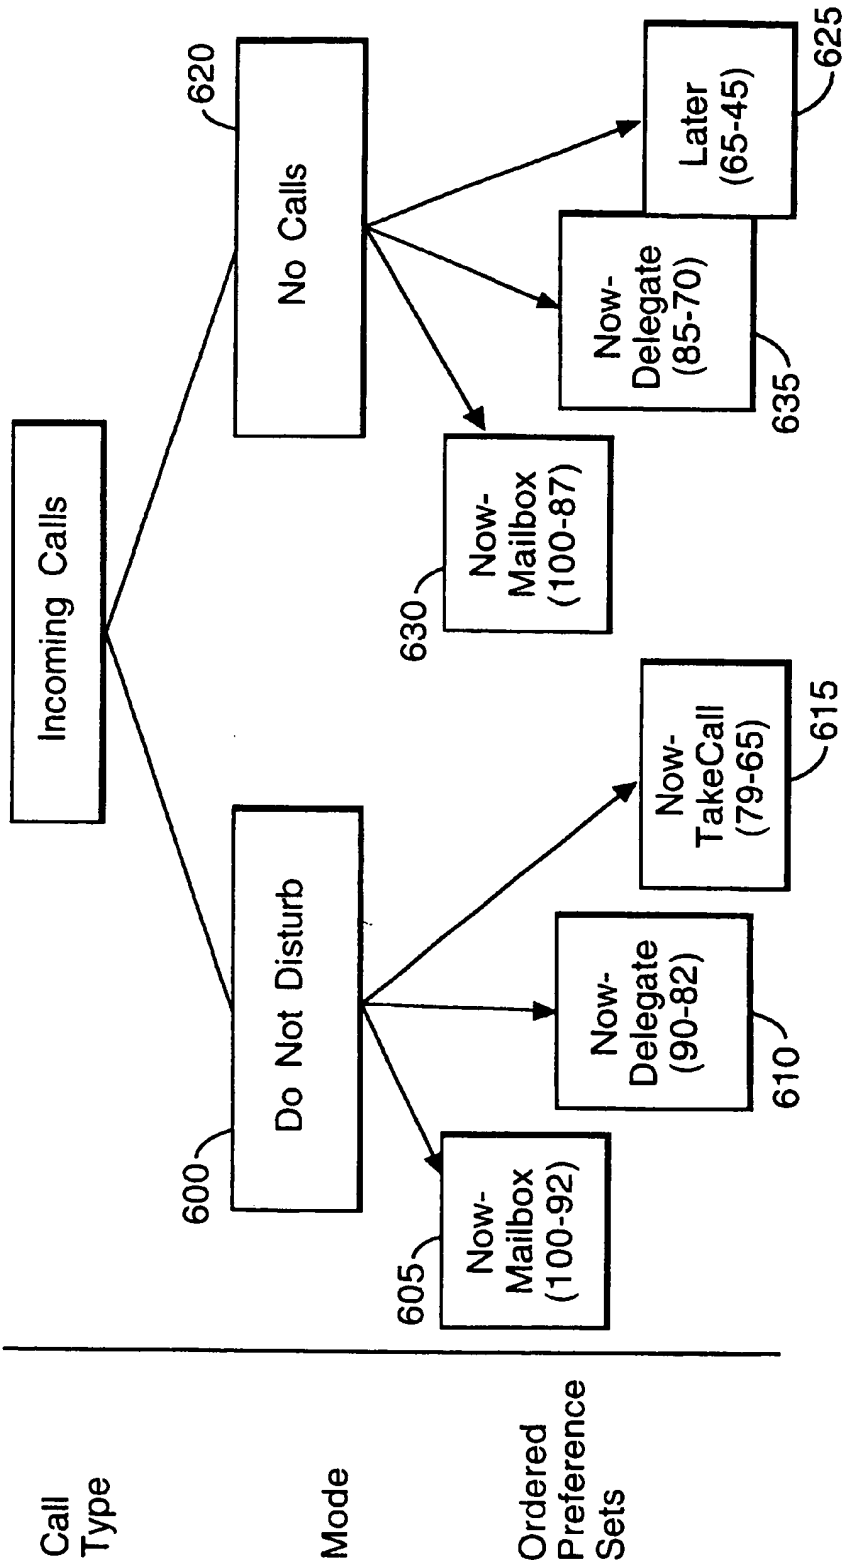 Call
Type
Incoming Calls
Mode
600
Do Not Disturb
620
No Calls
Ordered
Preference
Sets
605
Now-
Mailbox
(100-92)
Now-
Delegate
(90-82)
610
Now-
TakeCall
(79-65)
615
630
Now-
Mailbox
(100-87)
Now-
Delegate
(85-70)
635
Later
(65-45)
625